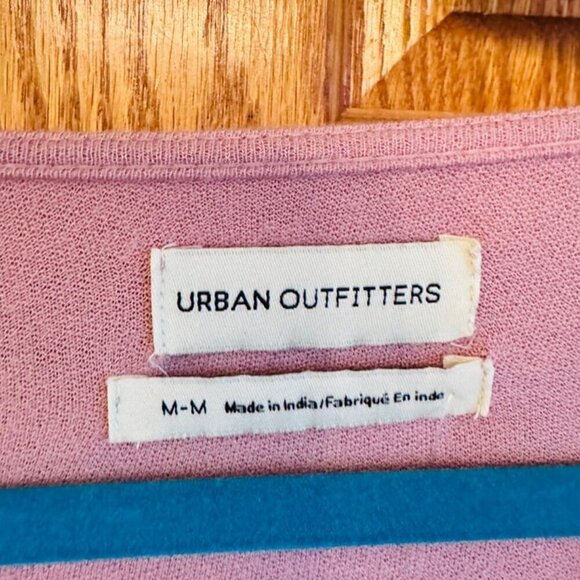 URBAN OUTFITTERS
M-M Made in India/Fabriqué En inde